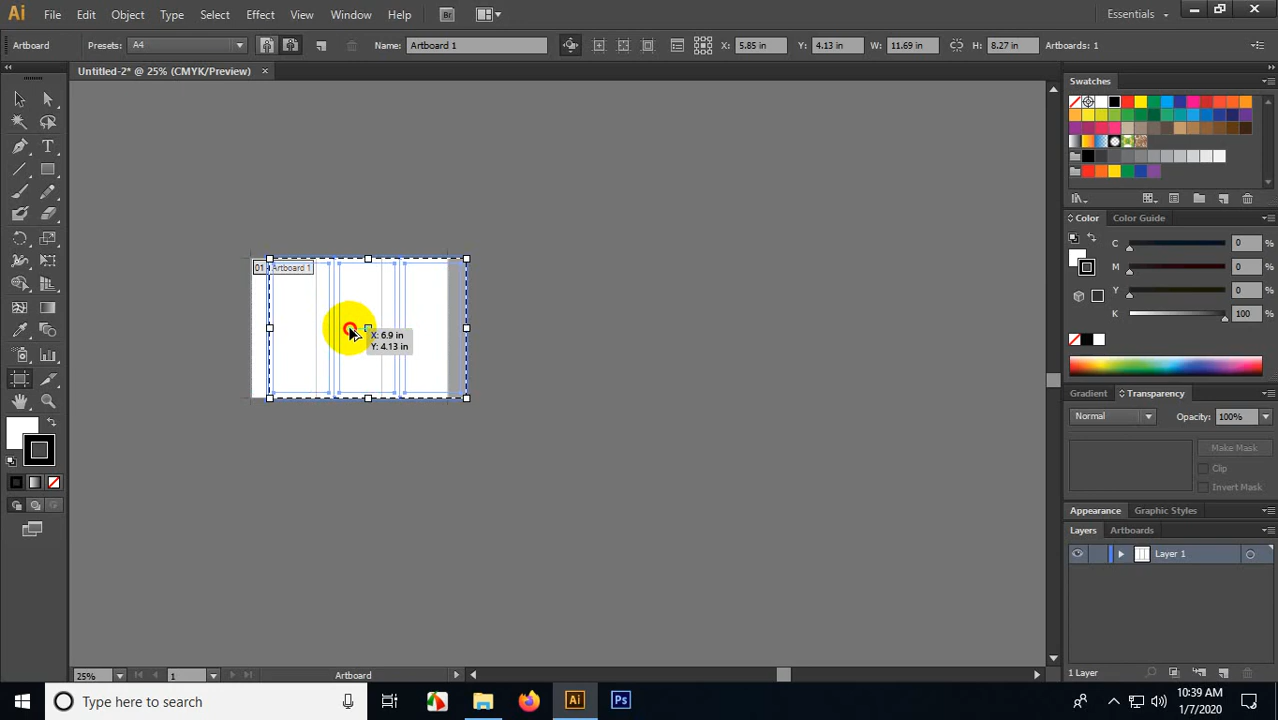 Ai File Edit Object Type Select Effect View Window Help Br Essentials
Artboard Presets: A4 Name: Artboard 1 X: 5.85 in Y: 4.13 in W: 11.69 in H: 8.27 in Artboards: 1
Untitled-2* @ 25% (CMYK/Preview)
Swatches
Color Color Guide
C 0
M 0
Y 0
K 100
01 - Artboard 1
X: 6.9 in
Y: 4.13 in
Gradient Transparency
Normal Opacity: 100%
Make Mask
Clip
Invert Mask
Appearance Graphic Styles
Layers Artboards
Layer 1
25% 1 Artboard 1 Layer
Type here to search Ai Ps 10:39 AM
1/7/2020